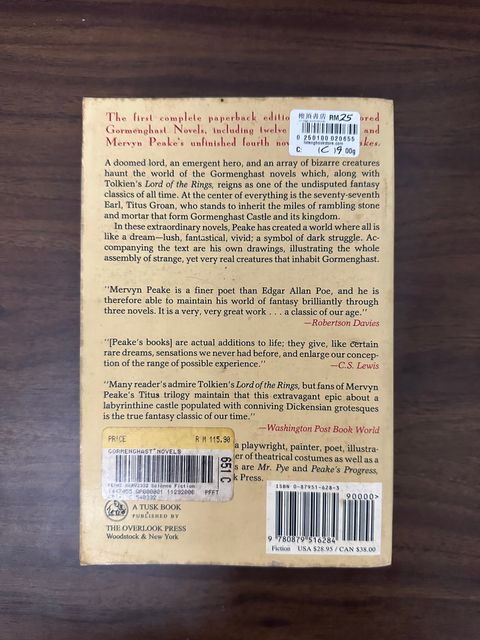 The first complete paperback edition
ored
Gormenghast Novels, including twelve
and
Mervyn Peake's unfinished fourth
kes.
RM 25
0 250100 020655
C:
A doomed lord, an emergent hero, and an array of bizarre creatures
haunt the world of the Gormenghast novels which, along with
Tolkien's Lord of the Rings, reigns as one of the undisputed fantasy
classics of all time. At the center of everything is the seventy-seventh
Earl, Titus Groan, who stands to inherit the miles of rambling stone
and mortar that form Gormenghast Castle and its kingdom.
In these extraordinary novels, Peake has created a world where all is
like a dream—lush, fantastical, vivid; a symbol of dark struggle. Ac-
companying the text are his own drawings, illustrating the whole
assembly of strange, yet very real creatures that inhabit Gormenghast.
"Mervyn Peake is a finer poet than Edgar Allan Poe, and he is
therefore able to maintain his world of fantasy brilliantly through
three novels. It is a very, very great work . . . a classic of our age."
—Robertson Davies
"[Peake's books] are actual additions to life; they give, like certain
rare dreams, sensations we never had before, and enlarge our concep-
tion of the range of possible experience."
—C.S. Lewis
"Many reader's admire Tolkien's Lord of the Rings, but fans of Mervyn
Peake's Titus trilogy maintain that this extravagant epic about a
labyrinthine castle populated with conniving Dickensian grotesques
is the true fantasy classic of our time."
—Washington Post Book World
a playwright, painter, poet, illustra-
er of theatrical costumes as well as a
s are Mr. Pye and Peake's Progress,
k Press.
PRICE
RM 115.90
GORMENGHAST NOVELS
Science Fiction
PFET
1159
A TUSK BOOK
PUBLISHED BY
THE OVERLOOK PRESS
Woodstock & New York
ISBN 0-87951-628-3
90000>
9 780879 516284
Fiction USA $28.95 / CAN $38.00